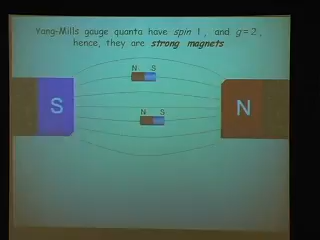 Yang-Mills gauge quanta have spin 1, and g=2,
hence, they are strong magnets
N S
S
N
N S